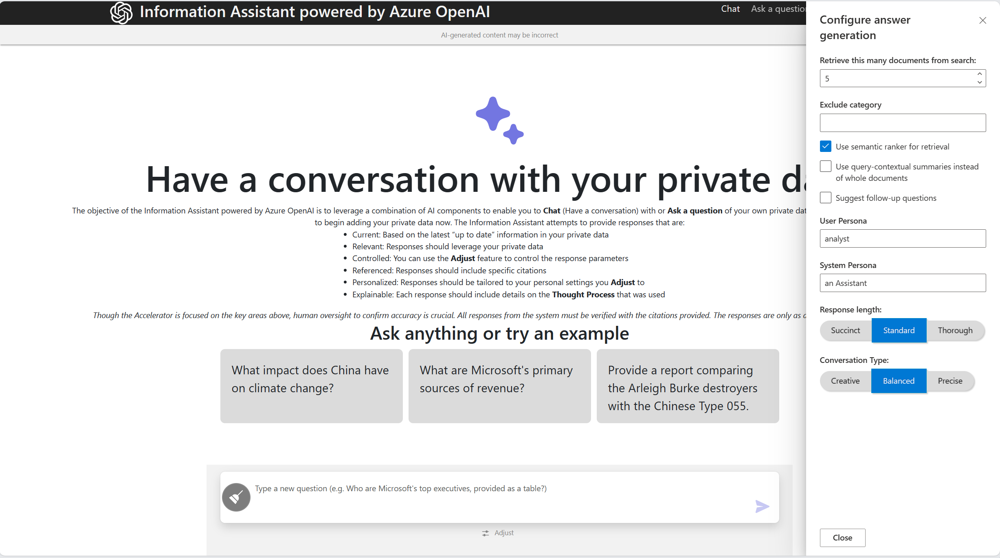 Information Assistant powered by Azure OpenAI
Chat
Ask a question
AI-generated content may be incorrect
Have a conversation with your private
The objective of the Information Assistant powered by Azure OpenAI is to leverage a combination of AI components to enable you to Chat (Have a conversation) with or Ask a question of your own private
to begin adding your private data now. The Information Assistant attempts to provide responses that are:
• Current: Based on the latest “up to date” information in your private data
• Relevant: Responses should leverage your private data
• Controlled: You can use the Adjust feature to control the response parameters
• Referenced: Responses should include specific citations
• Personalized: Responses should be tailored to your personal settings you Adjust to
• Explainable: Each response should include details on the Thought Process that was used
Though the Accelerator is focused on the key areas above, human oversight to confirm accuracy is crucial. All responses from the system must be verified with the citations provided. The responses are only as
Ask anything or try an example
What impact does China have
on climate change?
What are Microsoft's primary
sources of revenue?
Provide a report comparing
the Arleigh Burke destroyers
with the Chinese Type 055.
Type a new question (e.g. Who are Microsoft's top executives, provided as a table?)
Adjust
Configure answer
generation
Retrieve this many documents from search:
5
Exclude category
Use semantic ranker for retrieval
Use query-contextual summaries instead
of whole documents
Suggest follow-up questions
User Persona
analyst
System Persona
an Assistant
Response length:
Succinct Standard Thorough
Conversation Type:
Creative Balanced Precise
Close